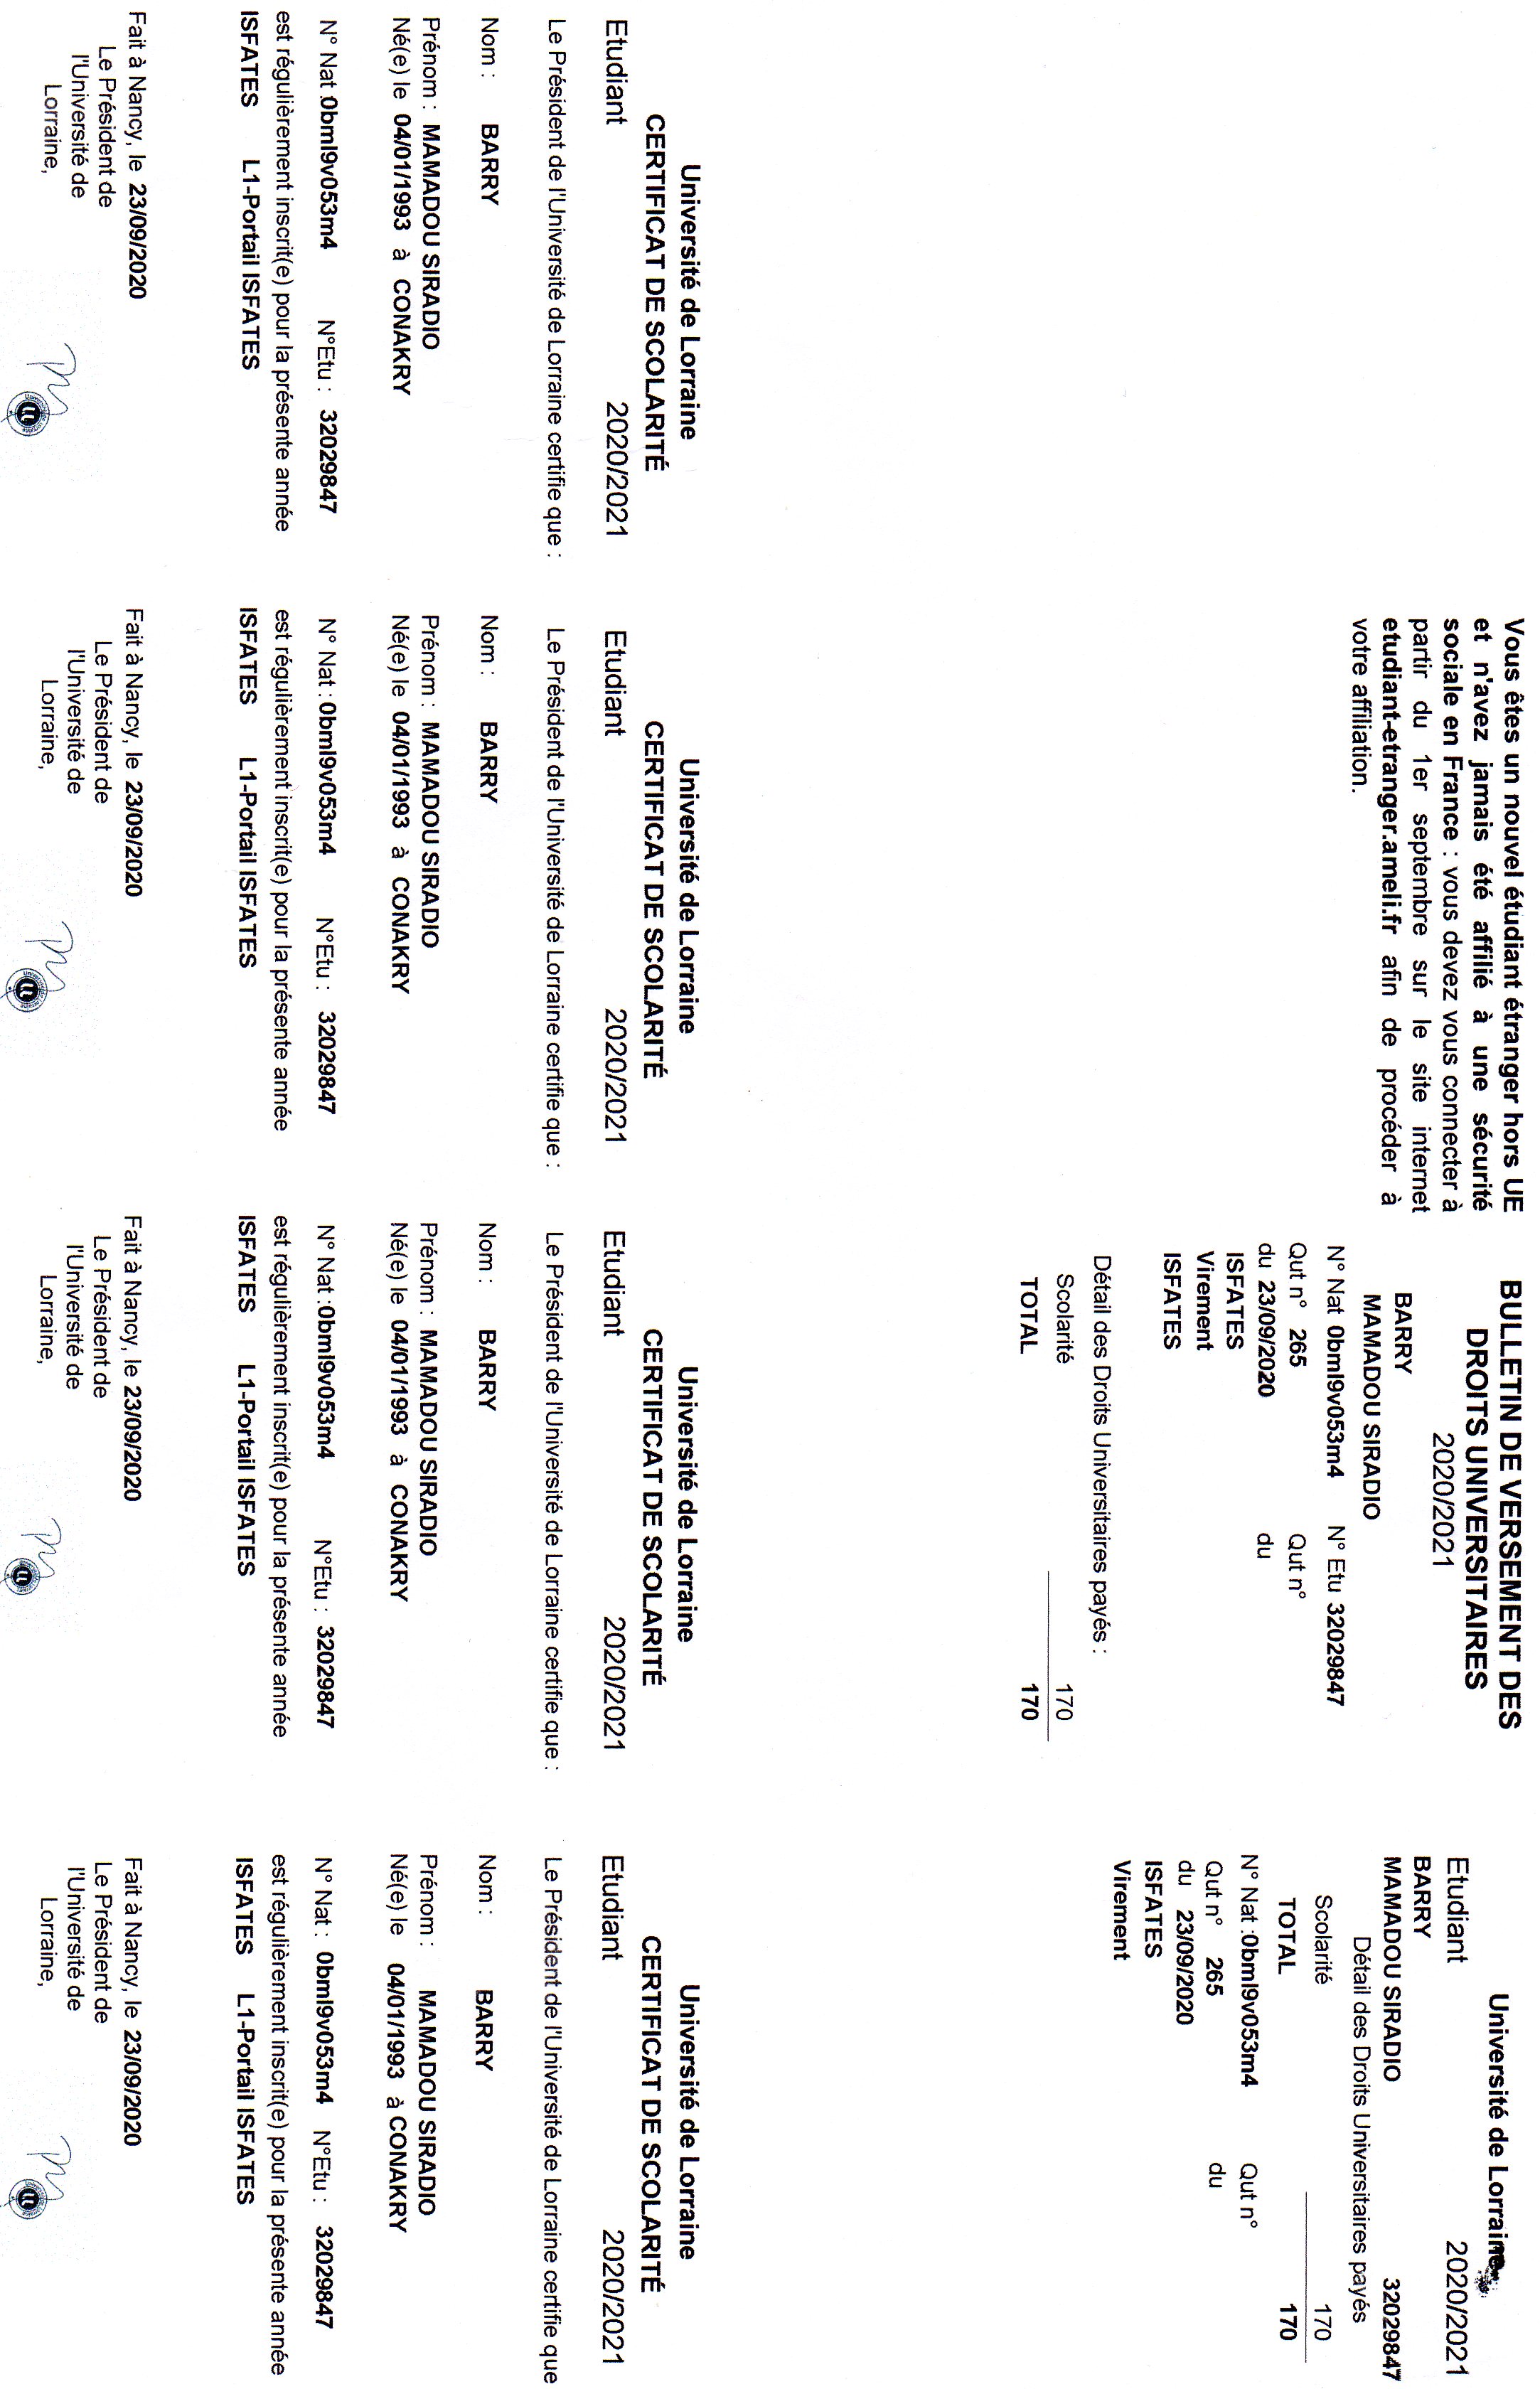 Vous êtes un nouvel étudiant étranger hors UE
et n'avez jamais été affilié à une sécurité
sociale en France : vous devez vous connecter à
partir du 1er septembre sur le site internet
etudiant-etranger.ameli.fr afin de procéder à
votre affiliation.
BULLETIN DE VERSEMENT DES
DROITS UNIVERSITAIRES
2020/2021
BARRY
MAMADOU SIRADIO
N° Nat 0bml9v053m4 N° Etu 32029847
Qut n° 265 Qut n°
du 23/09/2020 du
ISFATES
Virement
ISFATES
Détail des Droits Universitaires payés :
Scolarité 170
TOTAL 170
Université de Lorraine
Etudiant 2020/2021
BARRY
MAMADOU SIRADIO 32029847
Détail des Droits Universitaires payés
Scolarité 170
TOTAL 170
N° Nat :0bml9v053m4 Qut n°
Qut n° 265 du
du 23/09/2020
ISFATES
Virement
Université de Lorraine
CERTIFICAT DE SCOLARITÉ
Etudiant 2020/2021
Le Président de l'Université de Lorraine certifie que :
Nom : BARRY
Prénom : MAMADOU SIRADIO
Né(e) le 04/01/1993 à CONAKRY
N° Nat :0bml9v053m4 N°Etu : 32029847
est régulièrement inscrit(e) pour la présente année
ISFATES L1-Portail ISFATES
Fait à Nancy, le 23/09/2020
Le Président de
l'Université de
Lorraine,
Université de Lorraine
CERTIFICAT DE SCOLARITÉ
Etudiant 2020/2021
Le Président de l'Université de Lorraine certifie que :
Nom : BARRY
Prénom : MAMADOU SIRADIO
Né(e) le 04/01/1993 à CONAKRY
N° Nat : 0bml9v053m4 N°Etu : 32029847
est régulièrement inscrit(e) pour la présente année
ISFATES L1-Portail ISFATES
Fait à Nancy, le 23/09/2020
Le Président de
l'Université de
Lorraine,
Université de Lorraine
CERTIFICAT DE SCOLARITÉ
Etudiant 2020/2021
Le Président de l'Université de Lorraine certifie que :
Nom : BARRY
Prénom : MAMADOU SIRADIO
Né(e) le 04/01/1993 à CONAKRY
N° Nat :0bml9v053m4 N°Etu : 32029847
est régulièrement inscrit(e) pour la présente année
ISFATES L1-Portail ISFATES
Fait à Nancy, le 23/09/2020
Le Président de
l'Université de
Lorraine,
Université de Lorraine
CERTIFICAT DE SCOLARITÉ
Etudiant 2020/2021
Le Président de l'Université de Lorraine certifie que
Nom : BARRY
Prénom : MAMADOU SIRADIO
Né(e) le 04/01/1993 à CONAKRY
N° Nat : 0bml9v053m4 N°Etu : 32029847
est régulièrement inscrit(e) pour la présente année
ISFATES L1-Portail ISFATES
Fait à Nancy, le 23/09/2020
Le Président de
l'Université de
Lorraine,